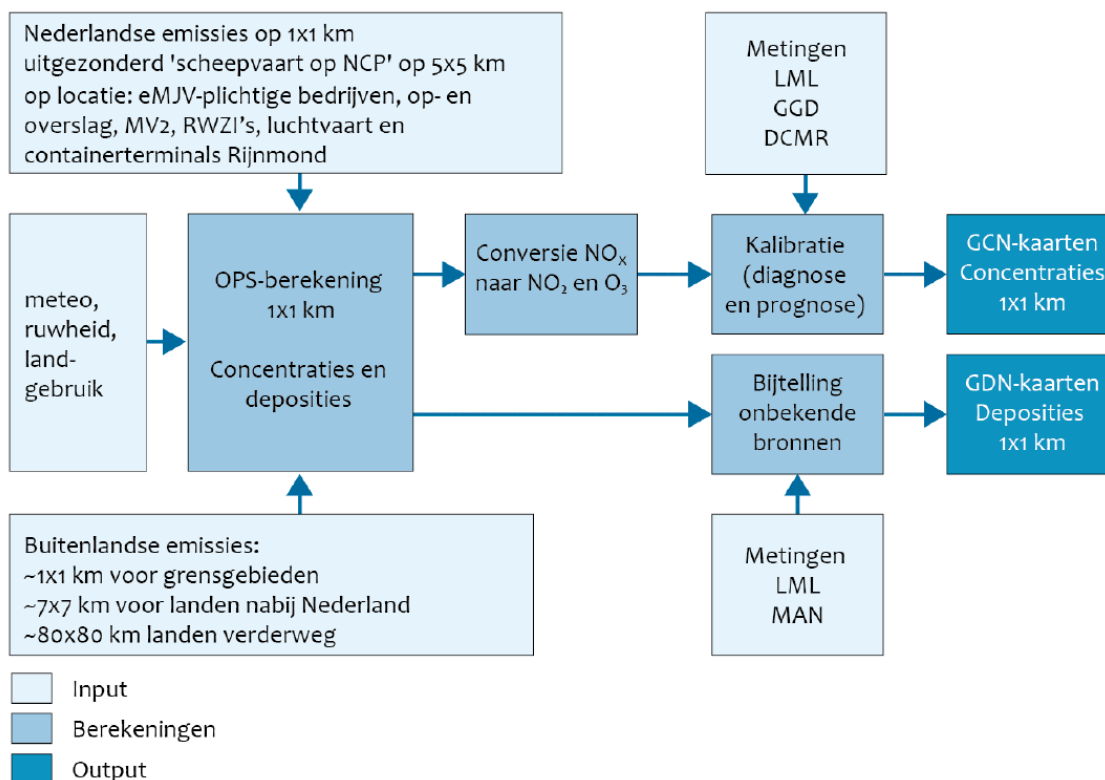 Nederlandse emissies op 1x1 km
uitgezonderd 'scheepvaart op NCP' op 5x5 km
op locatie: eMJV-plichtige bedrijven, op- en
overslag, MV2, RWZI's, luchtvaart en
containerterminals Rijnmond
Metingen
LML
GGD
DCMR
meteo,
ruwheid,
land-
gebruik
OPS-berekening
1x1 km
Concentraties en
deposities
Conversie NOx
naar NO2 en O3
Kalibratie
(diagnose
en prognose)
GCN-kaarten
Concentraties
1x1 km
Bijtelling
onbekende
bronnen
GDN-kaarten
Deposities
1x1 km
Buitenlandse emissies:
~1x1 km voor grensgebieden
~7x7 km voor landen nabij Nederland
~80x80 km landen verderweg
Metingen
LML
MAN
Input
Berekeningen
Output